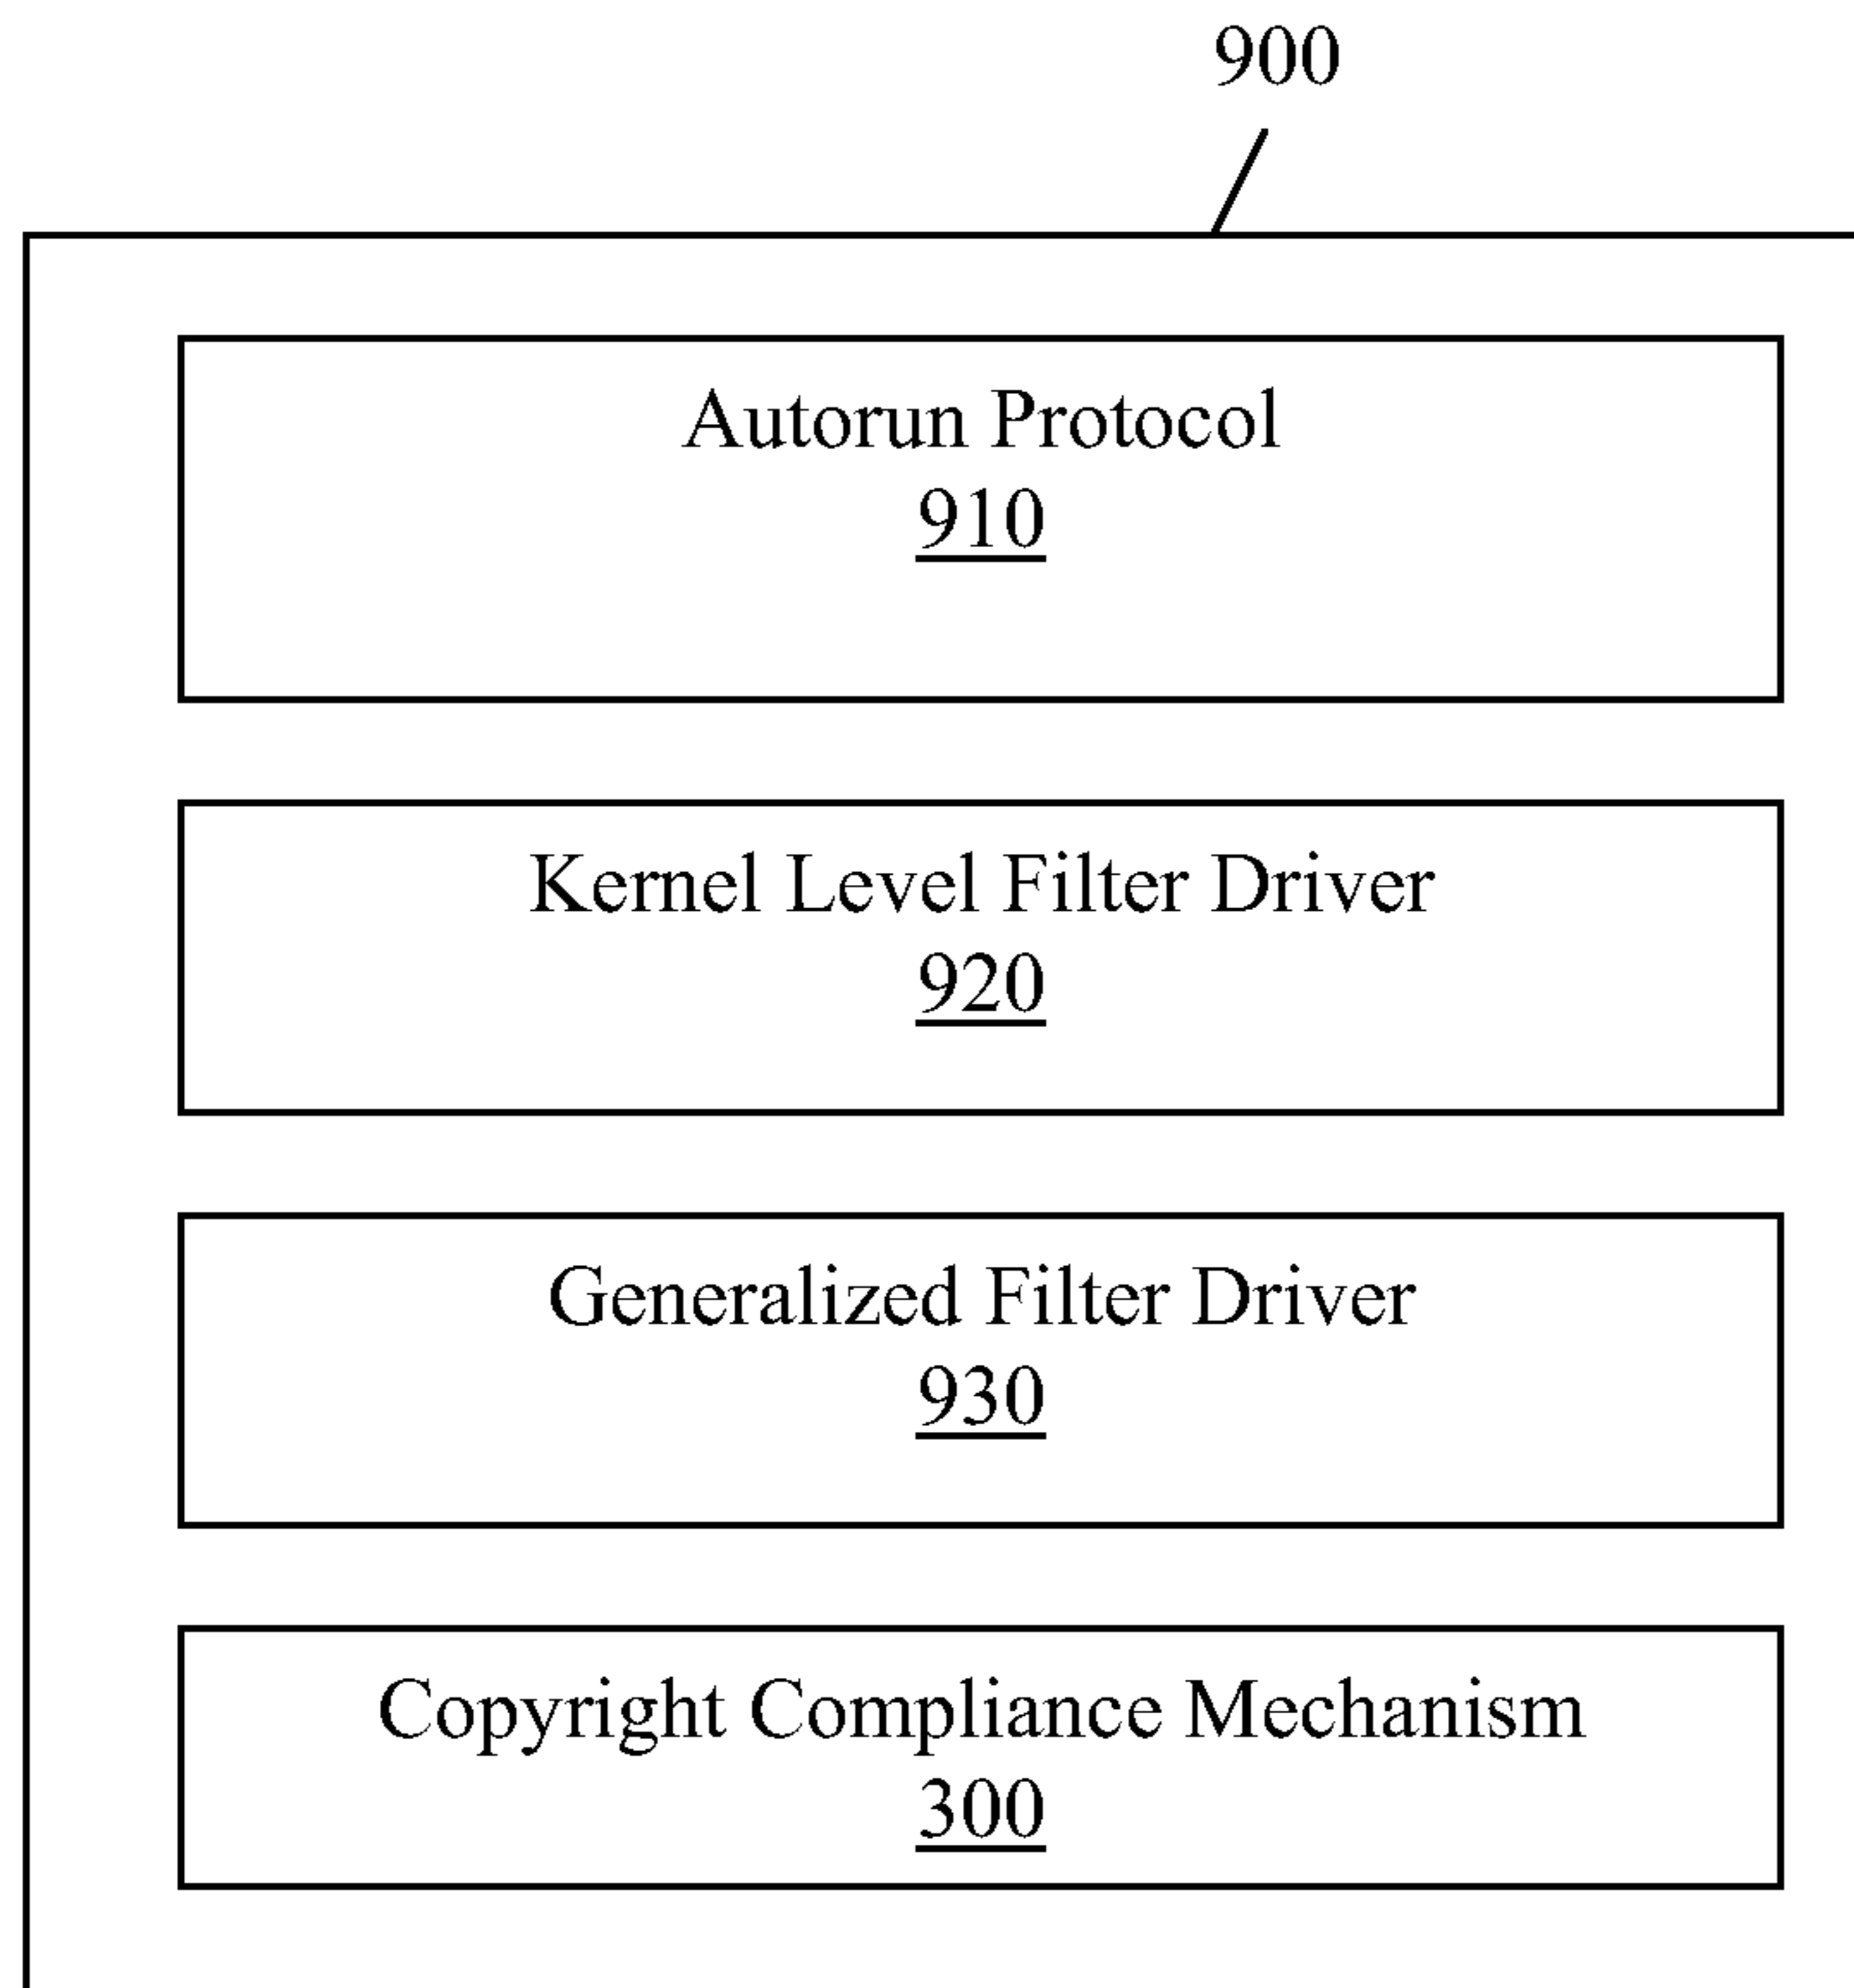 900
Autorun Protocol
910
Kernel Level Filter Driver
920
Generalized Filter Driver
930
Copyright Compliance Mechanism
300